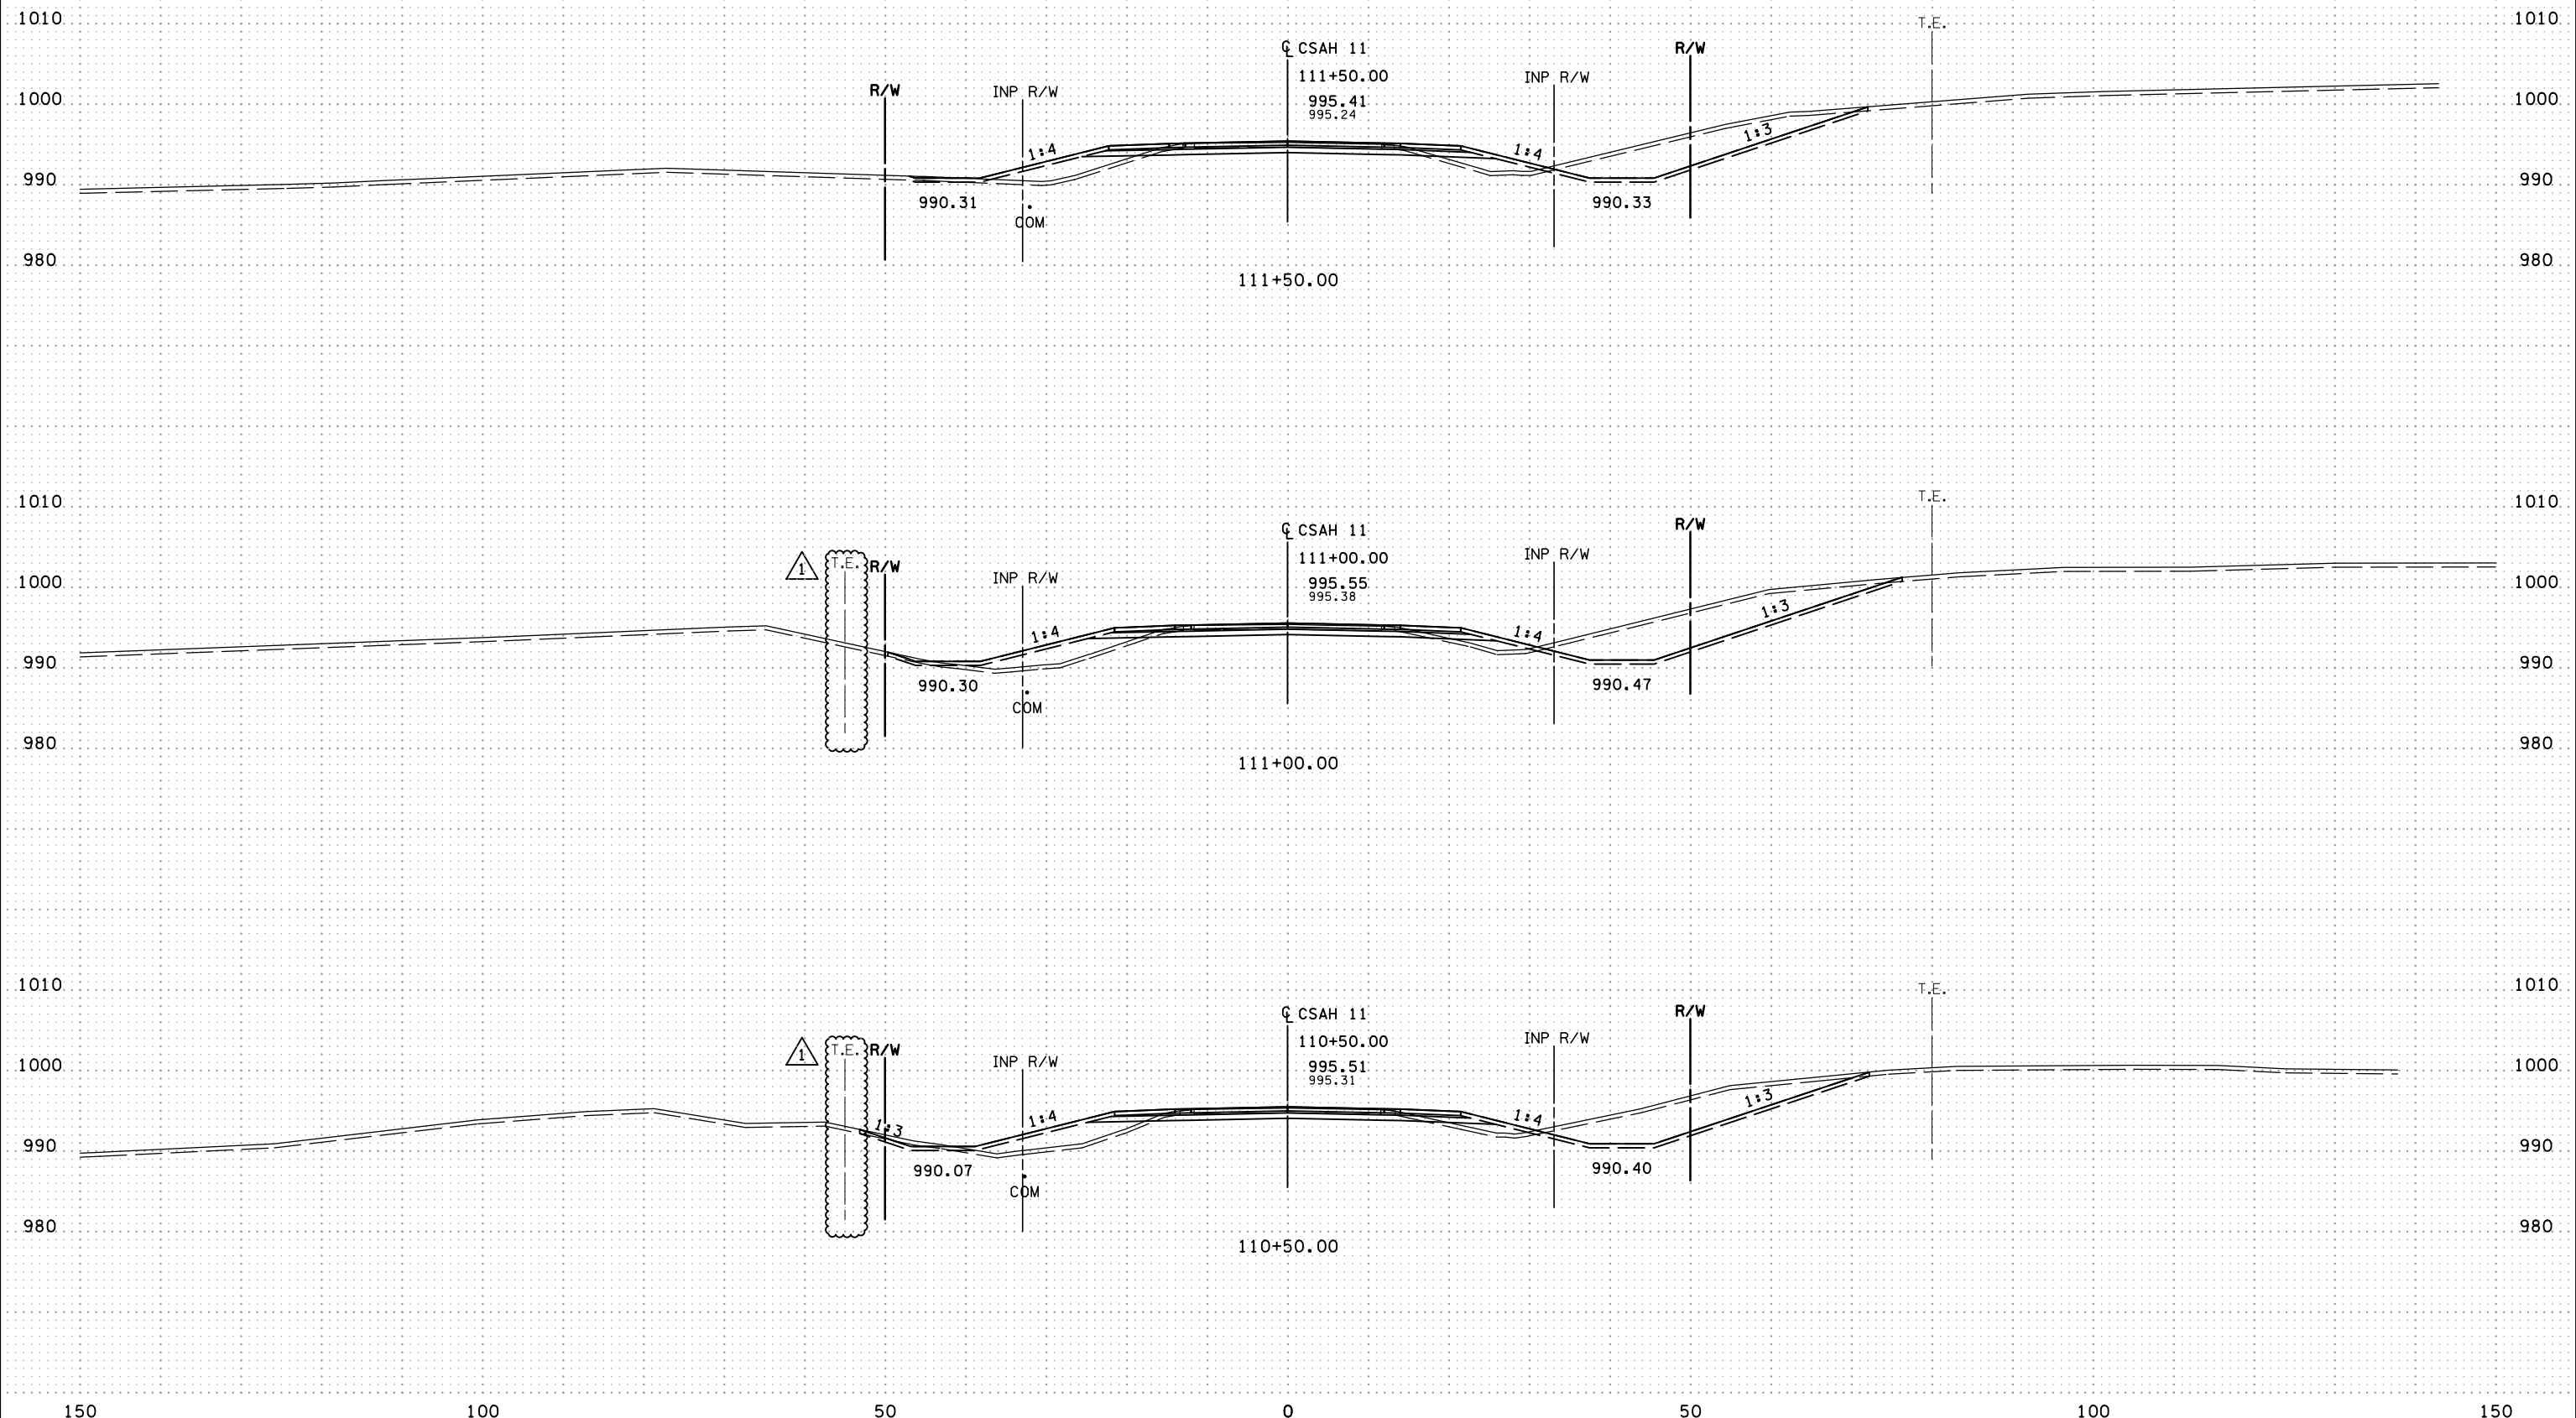 1010 T.E. 1010
℄ CSAH 11
R/W
111+50.00
INP R/W
R/W
INP R/W
1000 995.41 1000
995.24
1:4 1:4 1:3
990 990
990.31 990.33
COM
980 980
111+50.00
1010 T.E. 1010
℄ CSAH 11
R/W
111+00.00
INP R/W
1 T.E. R/W
INP R/W
1000 995.55 1000
995.38
1:4 1:4 1:3
990 990
990.30 990.47
COM
980 980
111+00.00
1010 T.E. 1010
℄ CSAH 11
R/W
110+50.00
INP R/W
1 T.E. R/W
INP R/W
1000 995.51 1000
995.31
1:3 1:4 1:4 1:3
990 990
990.07 990.40
COM
980 980
110+50.00
150 100 50 0 50 100 150